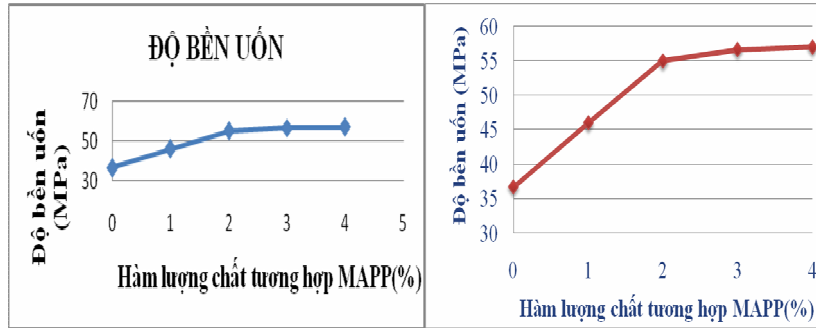 ĐỘ BỀN UỐN
Độ bền uốn
(MPa)
70
50
30
0 1 2 3 4 5
Hàm lượng chất tương hợp MAPP(%)
Độ bền uốn (MPa)
60
55
50
45
40
35
30
0 1 2 3 4
Hàm lượng chất tương hợp MAPP(%)